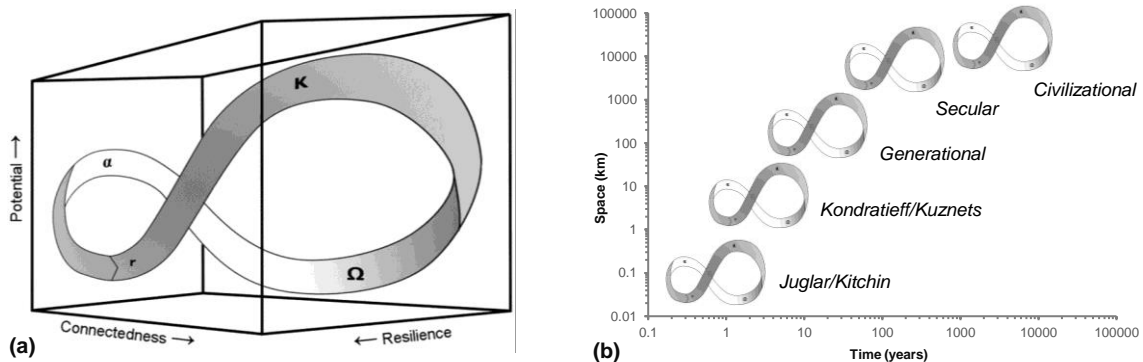 Potential →
α
r
K
Ω
Connectedness →
← Resilience
(a)
100000
10000
1000
100
10
1
0.1
0.01
Space (km)
0.1
1
10
100
1000
10000
100000
Time (years)
Civilizational
Secular
Generational
Kondratieff/Kuznets
Juglar/Kitchin
(b)